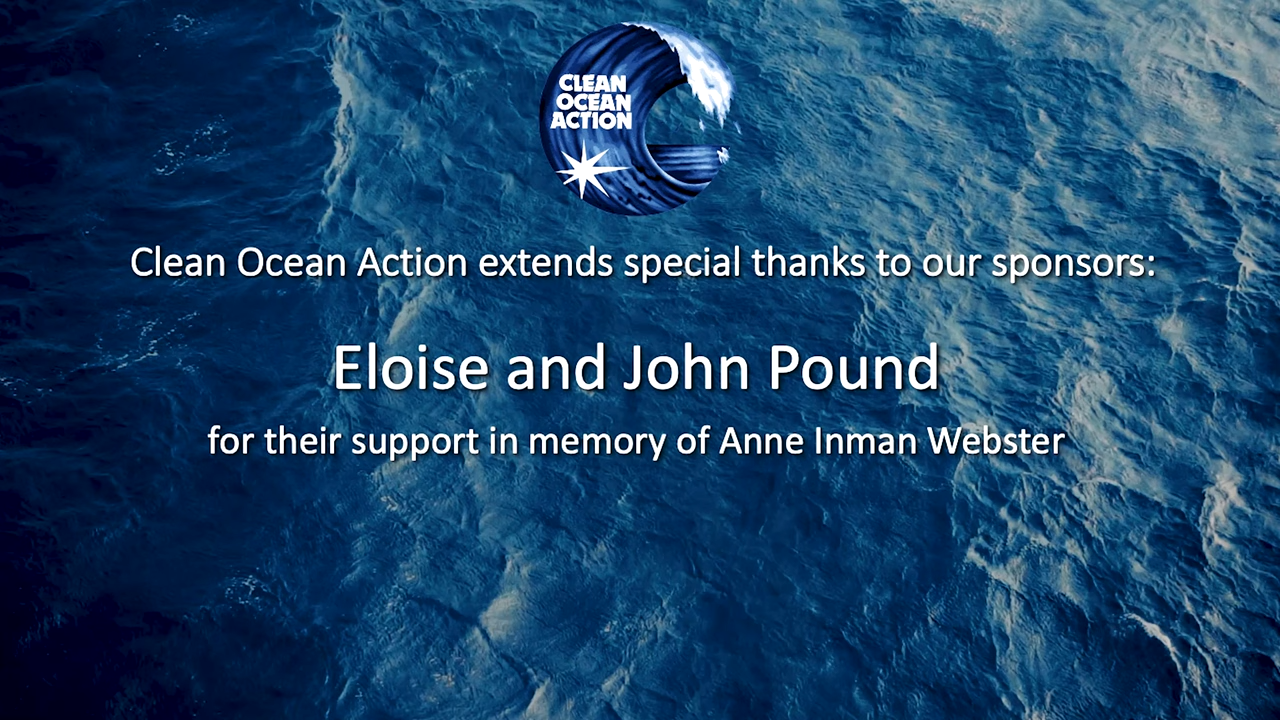 CLEAN
OCEAN
ACTION
Clean Ocean Action extends special thanks to our sponsors:
Eloise and John Pound
for their support in memory of Anne Inman Webster